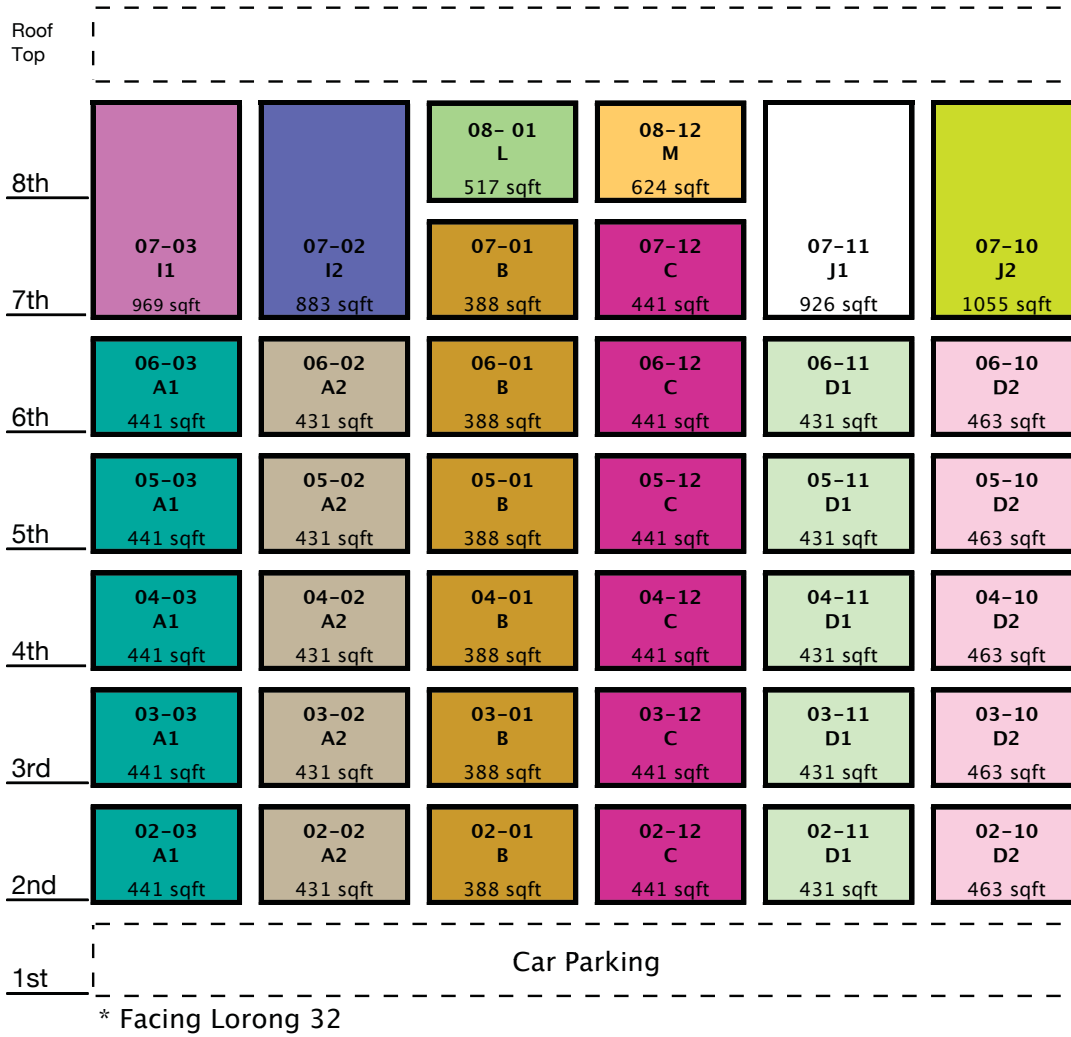 Roof
Top
08- 01
L
517 sqft
08-12
M
624 sqft
8th
07-03
I1
969 sqft
07-02
I2
883 sqft
07-01
B
388 sqft
07-12
C
441 sqft
07-11
J1
926 sqft
07-10
J2
1055 sqft
7th
06-03
A1
441 sqft
06-02
A2
431 sqft
06-01
B
388 sqft
06-12
C
441 sqft
06-11
D1
431 sqft
06-10
D2
463 sqft
6th
05-03
A1
441 sqft
05-02
A2
431 sqft
05-01
B
388 sqft
05-12
C
441 sqft
05-11
D1
431 sqft
05-10
D2
463 sqft
5th
04-03
A1
441 sqft
04-02
A2
431 sqft
04-01
B
388 sqft
04-12
C
441 sqft
04-11
D1
431 sqft
04-10
D2
463 sqft
4th
03-03
A1
441 sqft
03-02
A2
431 sqft
03-01
B
388 sqft
03-12
C
441 sqft
03-11
D1
431 sqft
03-10
D2
463 sqft
3rd
02-03
A1
441 sqft
02-02
A2
431 sqft
02-01
B
388 sqft
02-12
C
441 sqft
02-11
D1
431 sqft
02-10
D2
463 sqft
2nd
Car Parking
1st
* Facing Lorong 32